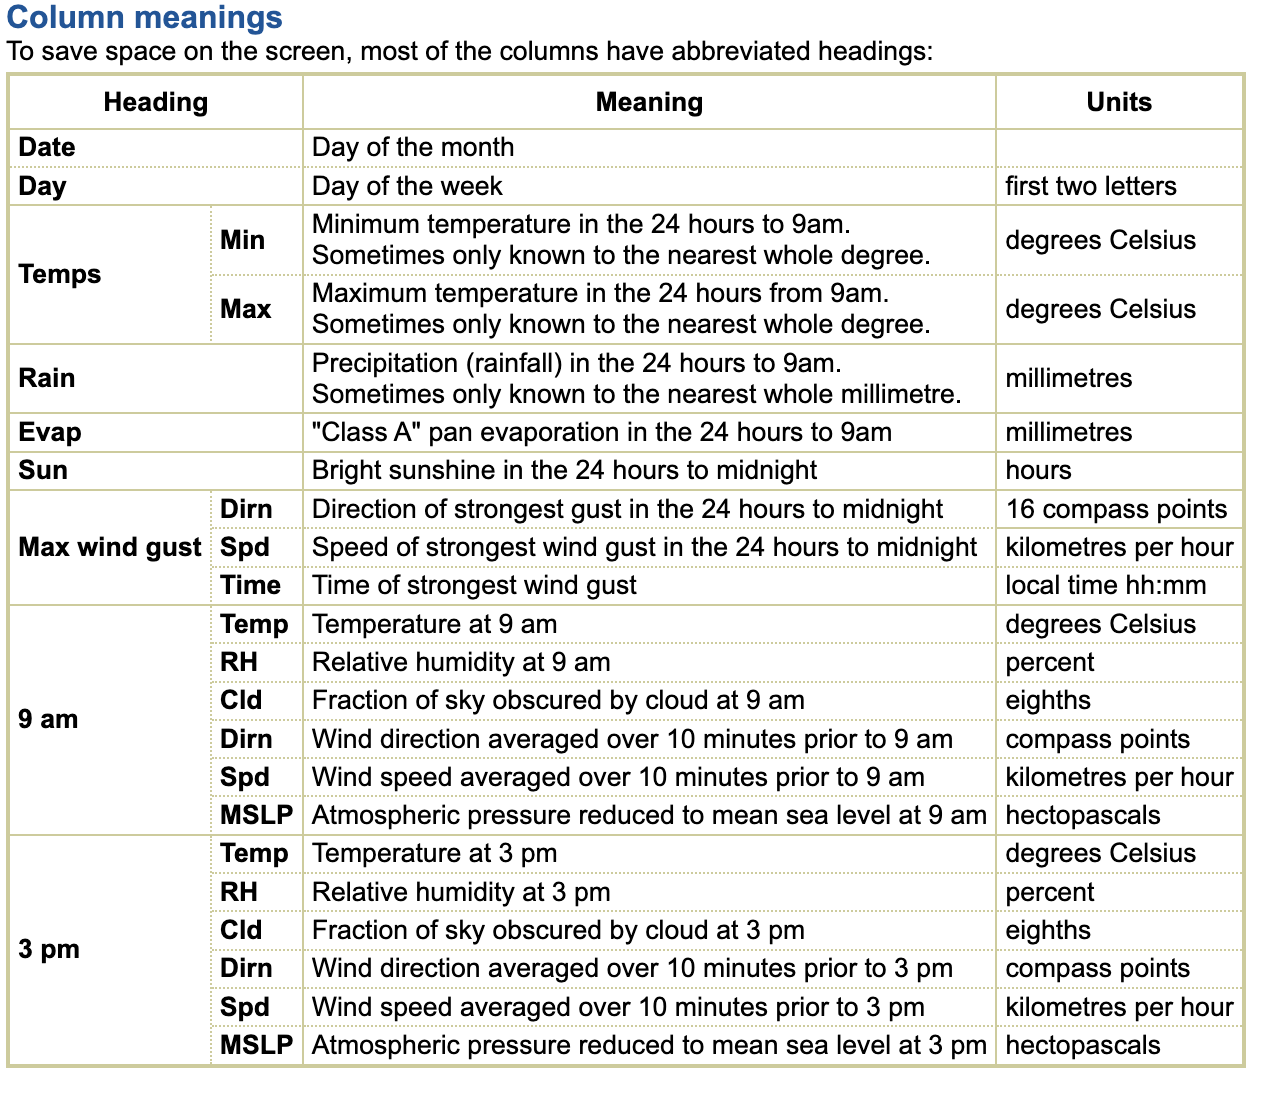 Column meanings
To save space on the screen, most of the columns have abbreviated headings:
Heading Meaning Units
Date Day of the month
Day Day of the week first two letters
Temps Min Minimum temperature in the 24 hours to 9am.
Sometimes only known to the nearest whole degree. degrees Celsius
Max Maximum temperature in the 24 hours from 9am.
Sometimes only known to the nearest whole degree. degrees Celsius
Rain Precipitation (rainfall) in the 24 hours to 9am.
Sometimes only known to the nearest whole millimetre. millimetres
Evap "Class A" pan evaporation in the 24 hours to 9am millimetres
Sun Bright sunshine in the 24 hours to midnight hours
Max wind gust Dirn Direction of strongest gust in the 24 hours to midnight 16 compass points
Spd Speed of strongest wind gust in the 24 hours to midnight kilometres per hour
Time Time of strongest wind gust local time hh:mm
9 am Temp Temperature at 9 am degrees Celsius
RH Relative humidity at 9 am percent
Cld Fraction of sky obscured by cloud at 9 am eighths
Dirn Wind direction averaged over 10 minutes prior to 9 am compass points
Spd Wind speed averaged over 10 minutes prior to 9 am kilometres per hour
MSLP Atmospheric pressure reduced to mean sea level at 9 am hectopascals
3 pm Temp Temperature at 3 pm degrees Celsius
RH Relative humidity at 3 pm percent
Cld Fraction of sky obscured by cloud at 3 pm eighths
Dirn Wind direction averaged over 10 minutes prior to 3 pm compass points
Spd Wind speed averaged over 10 minutes prior to 3 pm kilometres per hour
MSLP Atmospheric pressure reduced to mean sea level at 3 pm hectopascals